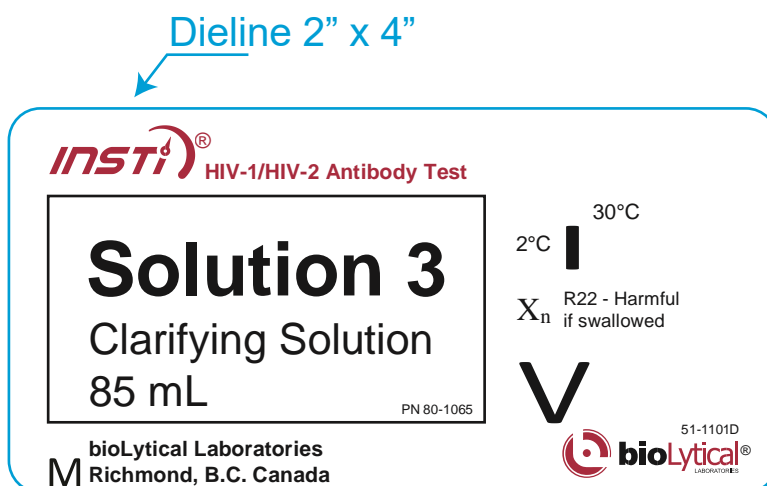 Dieline 2” x 4”
INSTi®
HIV-1/HIV-2 Antibody Test
Solution 3
Clarifying Solution
85 mL
PN 80-1065
30°C
2°C
Xn R22 - Harmful
if swallowed
V
51-1101D
bioLytical®
LABORATORIES
M
bioLytical Laboratories
Richmond, B.C. Canada